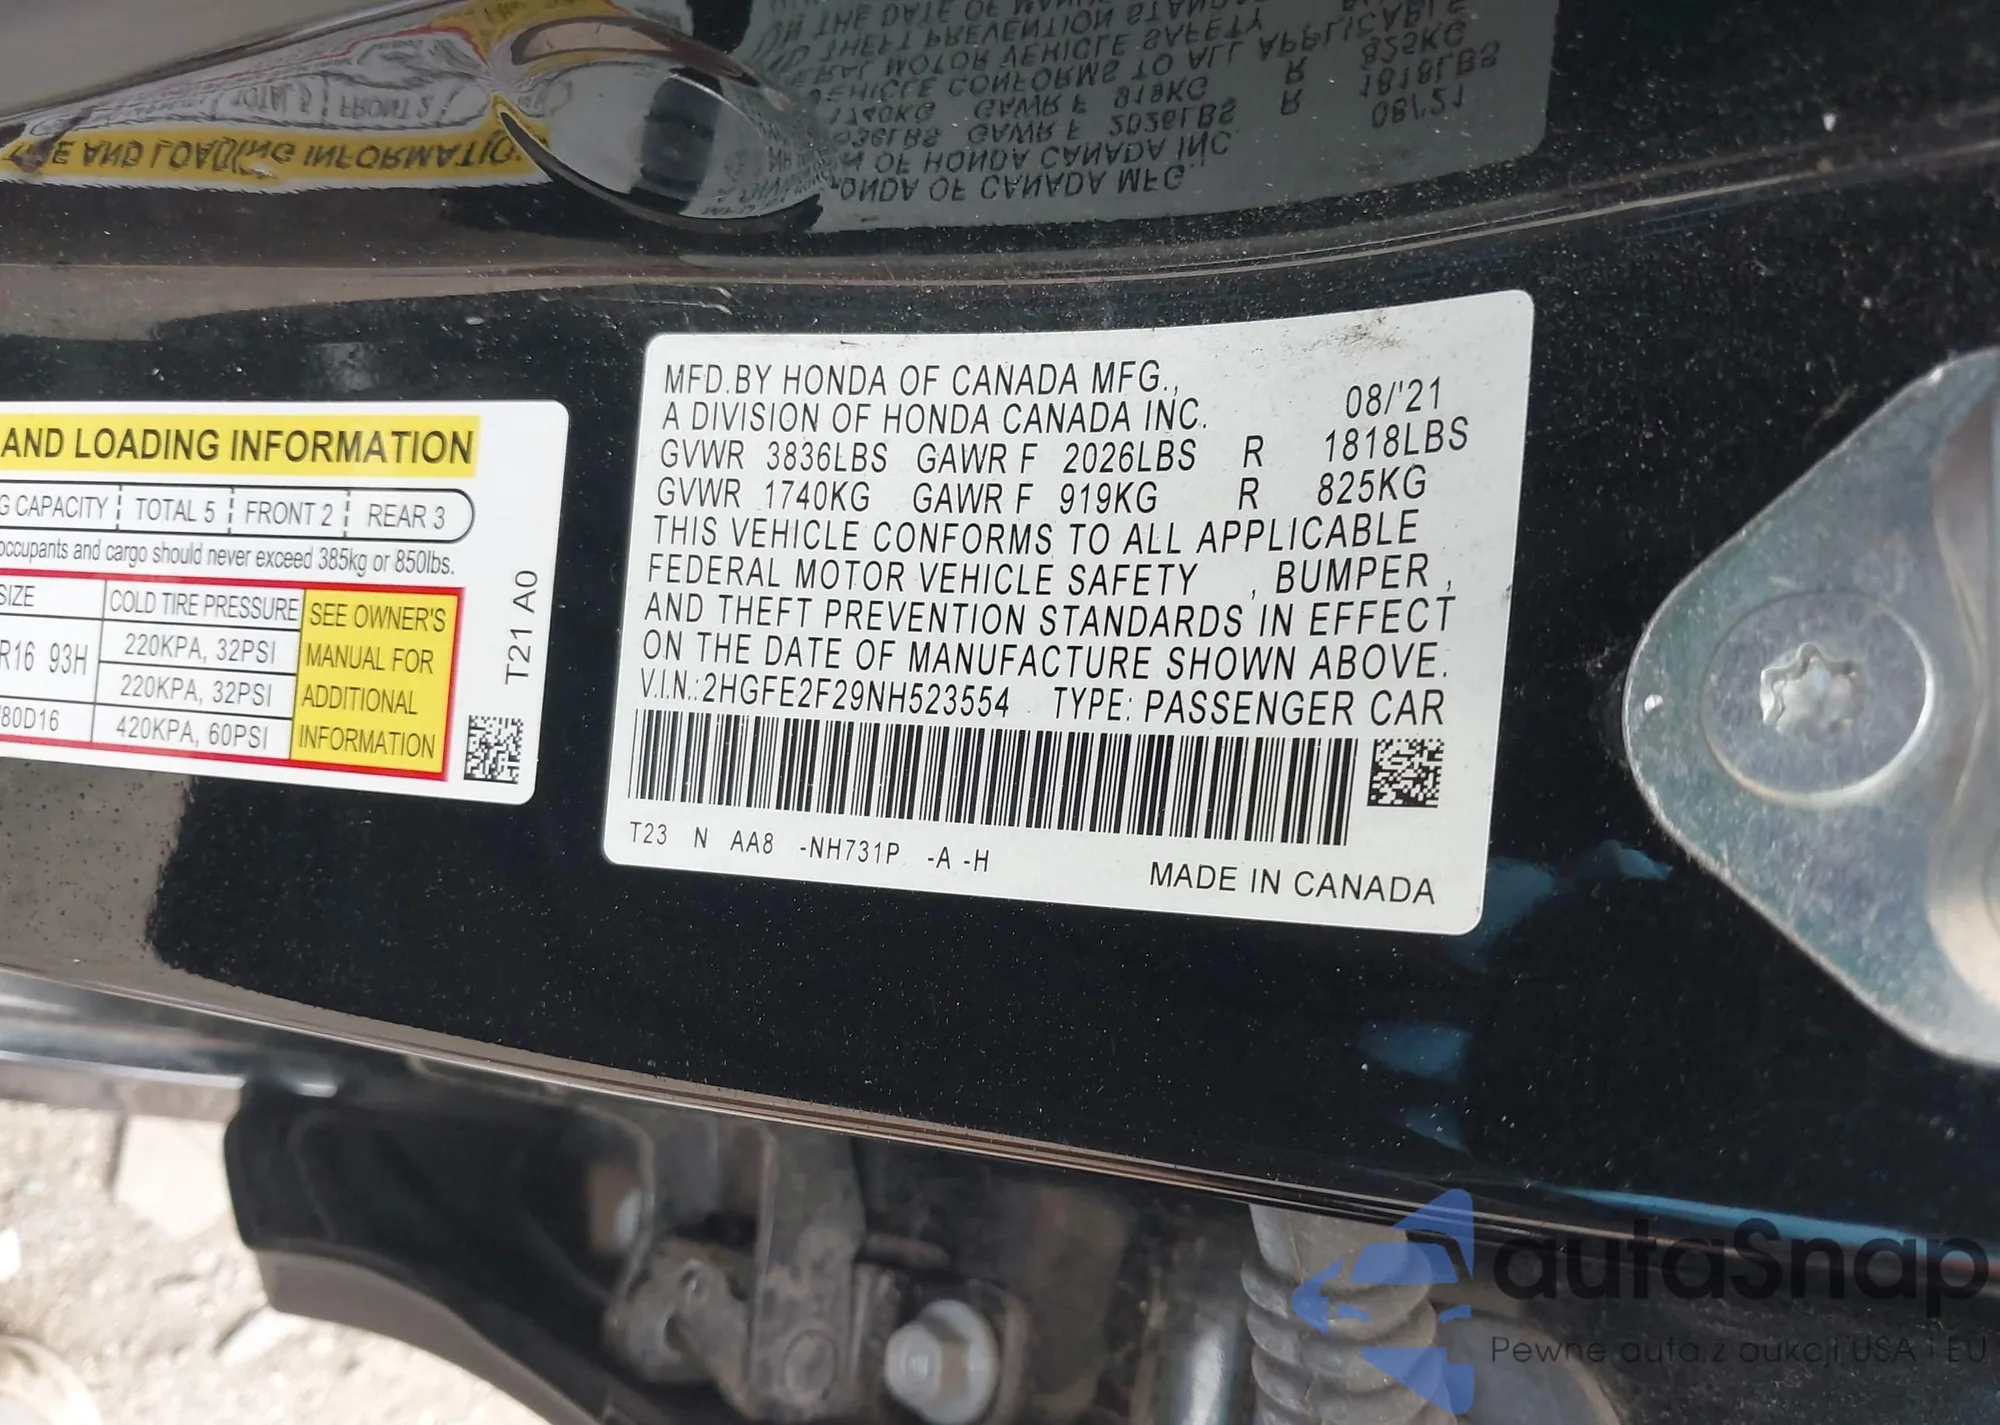 AND LOADING INFORMATION
G CAPACITY TOTAL 5 FRONT 2 REAR 3
occupants and cargo should never exceed 385kg or 850lbs.
SIZE COLD TIRE PRESSURE SEE OWNER'S
R16 93H 220KPA, 32PSI MANUAL FOR
220KPA, 32PSI ADDITIONAL
80D16 420KPA, 60PSI INFORMATION
T21 A0
MFD.BY HONDA OF CANADA MFG.,
A DIVISION OF HONDA CANADA INC. 08/'21
GVWR 3836LBS GAWR F 2026LBS R 1818LBS
GVWR 1740KG GAWR F 919KG R 825KG
THIS VEHICLE CONFORMS TO ALL APPLICABLE
FEDERAL MOTOR VEHICLE SAFETY , BUMPER ,
AND THEFT PREVENTION STANDARDS IN EFFECT
ON THE DATE OF MANUFACTURE SHOWN ABOVE.
V.I.N.:2HGFE2F29NH523554 TYPE: PASSENGER CAR
T23 N AA8 -NH731P -A -H
MADE IN CANADA
autaSnap
Pewne auta z aukcji USA i EU